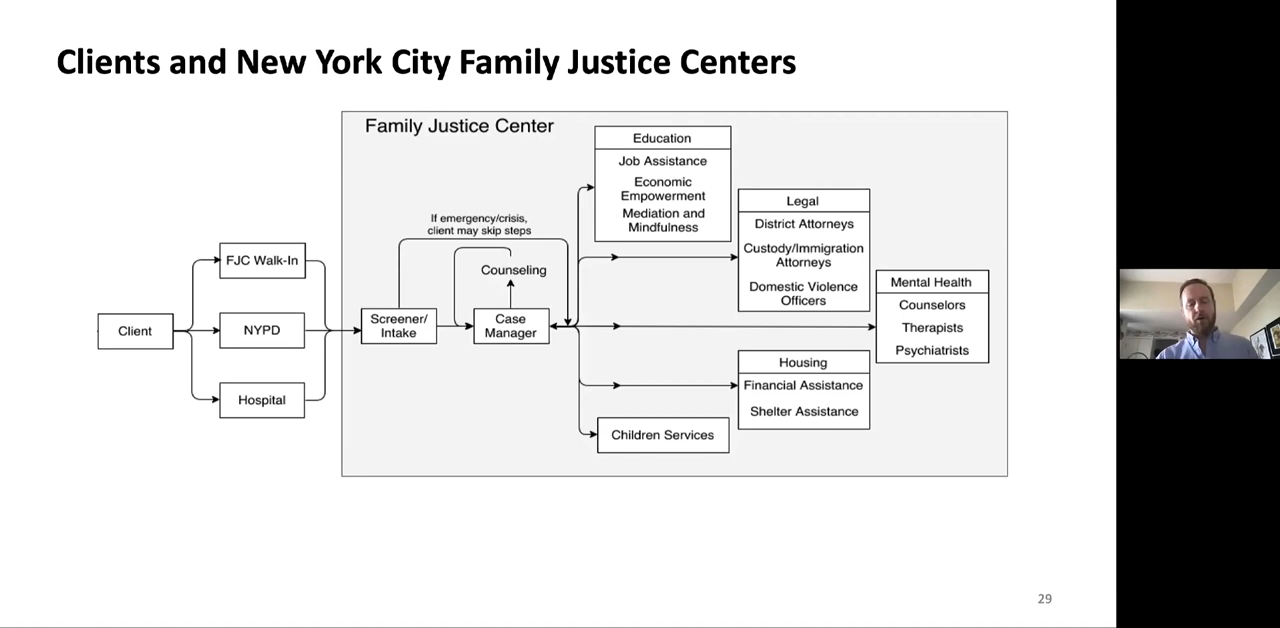 Clients and New York City Family Justice Centers
Family Justice Center
Client
FJC Walk-In
NYPD
Hospital
If emergency/crisis,
client may skip steps
Screener/
Intake
Counseling
Case
Manager
Education
Job Assistance
Economic
Empowerment
Mediation and
Mindfulness
Legal
District Attorneys
Custody/Immigration
Attorneys
Domestic Violence
Officers
Mental Health
Counselors
Therapists
Psychiatrists
Housing
Financial Assistance
Shelter Assistance
Children Services
29